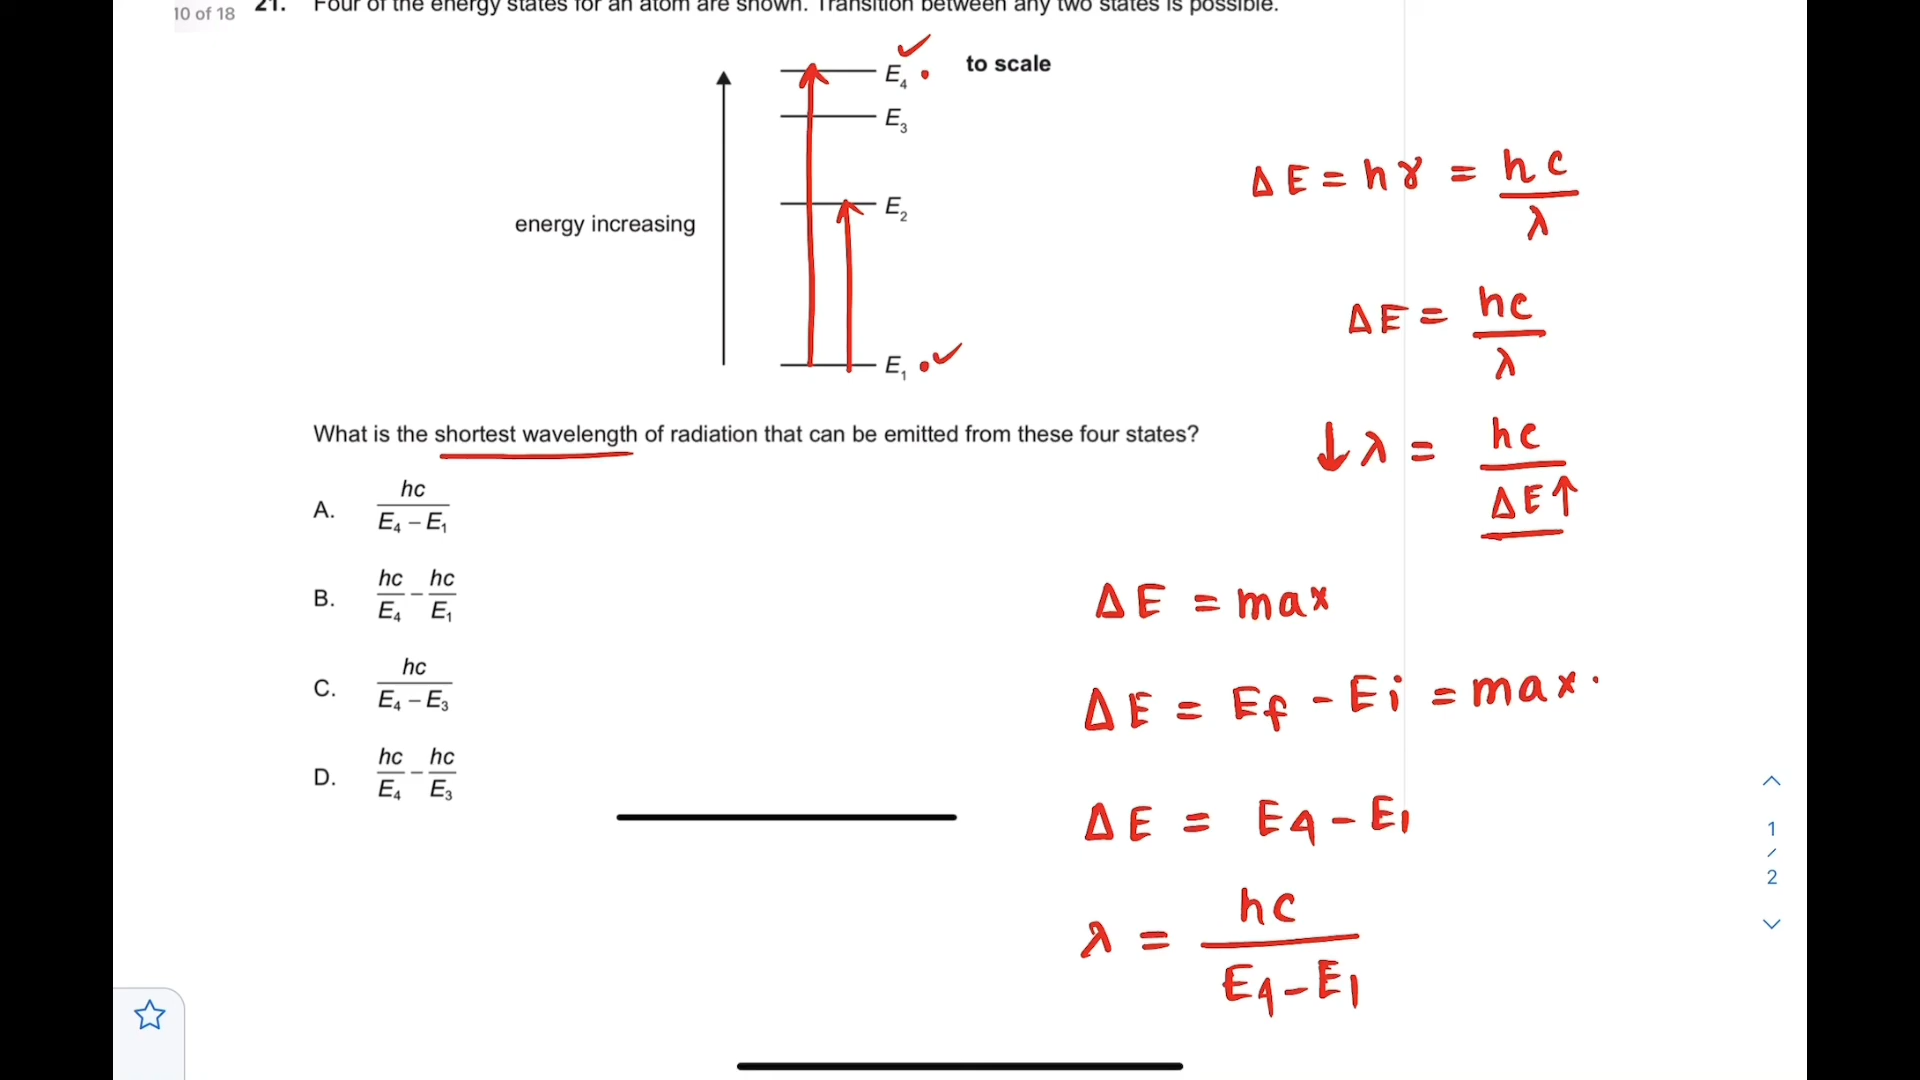 10 of 18
21. Four of the energy states for an atom are shown. Transition between any two states is possible.
to scale
E4
E3
E2
E1
energy increasing
What is the shortest wavelength of radiation that can be emitted from these four states?
A. hc / E4 – E1
B. hc / E4 – hc / E1
C. hc / E4 – E3
D. hc / E4 – hc / E3
ΔE = hγ = hc / λ
ΔE = hc / λ
↓λ = hc / ΔE↑
ΔE = max
ΔE = Ef - Ei = max.
ΔE = E4 - E1
λ = hc / E4 - E1
1 / 2